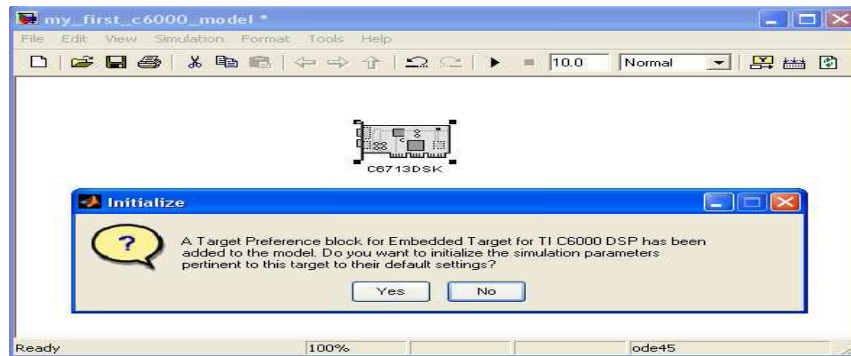 my_first_c6000_model *
File Edit View Simulation Format Tools Help
10.0 Normal
C6713DSK
Initialize
?
A Target Preference block for Embedded Target for TI C6000 DSP has been
added to the model. Do you want to initialize the simulation parameters
pertinent to this target to their default settings?
Yes No
Ready 100% ode45